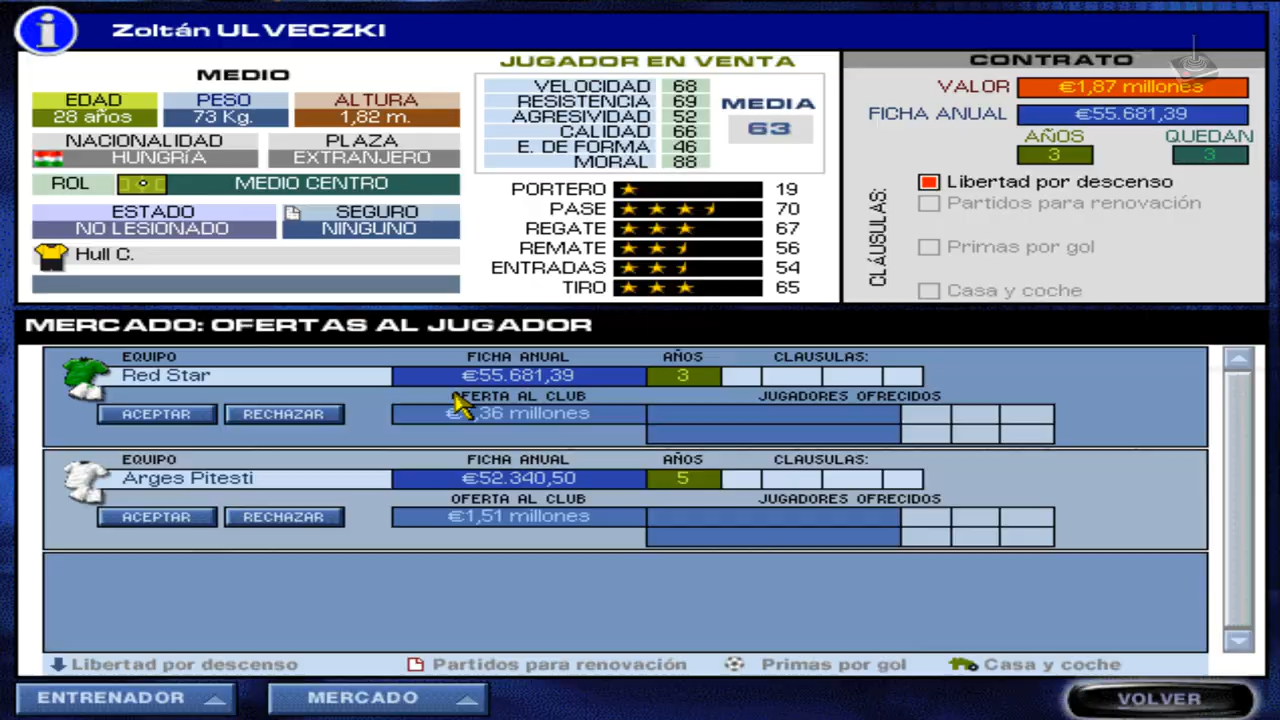 Zoltán ULVECZKI
MEDIO
EDAD PESO ALTURA
28 años 73 Kg. 1,82 m.
NACIONALIDAD PLAZA
HUNGRÍA EXTRANJERO
ROL MEDIO CENTRO
ESTADO SEGURO
NO LESIONADO NINGUNO
Hull C.
JUGADOR EN VENTA
VELOCIDAD 68
RESISTENCIA 69
AGRESIVIDAD 52
CALIDAD 66
E. DE FORMA 46
MORAL 88
MEDIA
63
PORTERO 19
PASE 70
REGATE 67
REMATE 56
ENTRADAS 54
TIRO 65
CONTRATO
VALOR €1,87 millones
FICHA ANUAL €55.681,39
AÑOS QUEDAN
3 3
CLÁUSULAS:
Libertad por descenso
Partidos para renovación
Primas por gol
Casa y coche
MERCADO: OFERTAS AL JUGADOR
EQUIPO FICHA ANUAL AÑOS CLAUSULAS:
Red Star €55.681,39 3
OFERTA AL CLUB JUGADORES OFRECIDOS
ACEPTAR RECHAZAR ,36 millones
EQUIPO FICHA ANUAL AÑOS CLAUSULAS:
Arges Pitesti €52.340,50 5
OFERTA AL CLUB JUGADORES OFRECIDOS
ACEPTAR RECHAZAR €1,51 millones
Libertad por descenso Partidos para renovación Primas por gol Casa y coche
ENTRENADOR MERCADO VOLVER